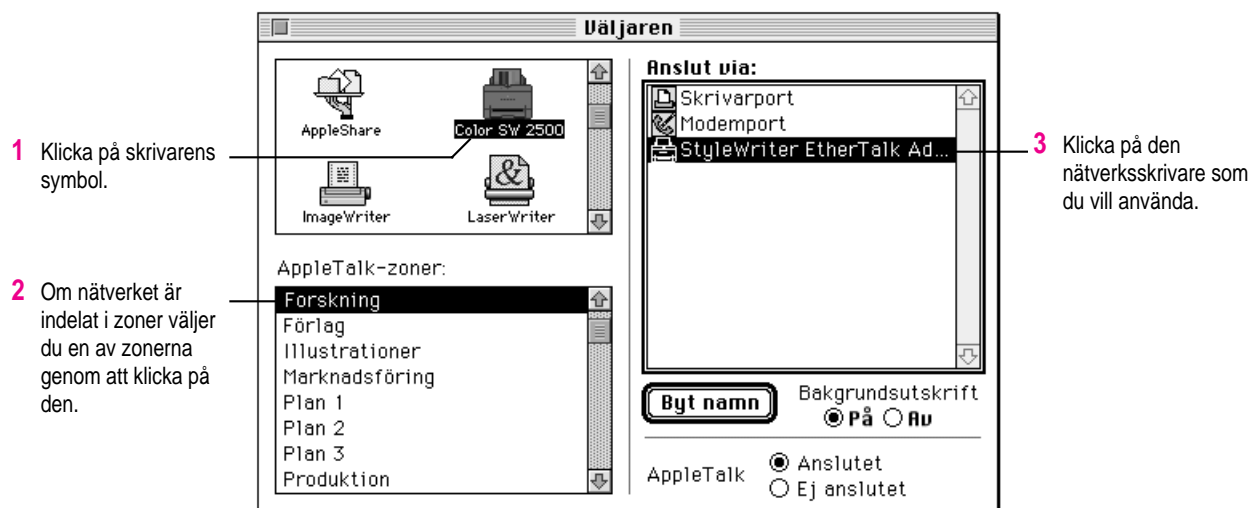 Väljaren
AppleShare
Color SW 2500
ImageWriter
LaserWriter
AppleTalk-zoner:
Forskning
Förlag
Illustrationer
Marknadsföring
Plan 1
Plan 2
Plan 3
Produktion
Anslut via:
Skrivarport
Modemport
StyleWriter EtherTalk Ad...
Byt namn
Bakgrundsutskrift
På Av
AppleTalk
Anslutet
Ej anslutet
1 Klicka på skrivarens
symbol.
2 Om nätverket är
indelat i zoner väljer
du en av zonerna
genom att klicka på
den.
3 Klicka på den
nätverksskrivare som
du vill använda.